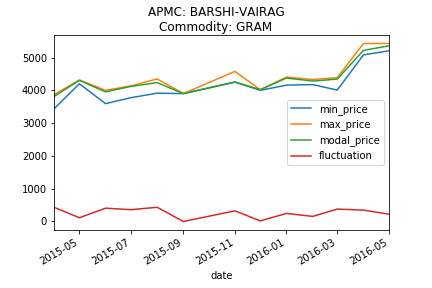 APMC: BARSHI-VAIRAG
Commodity: GRAM
5000
4000
3000
2000
1000
0
min_price
max_price
modal_price
fluctuation
2015-05
2015-07
2015-09
2015-11
2016-01
2016-03
2016-05
date